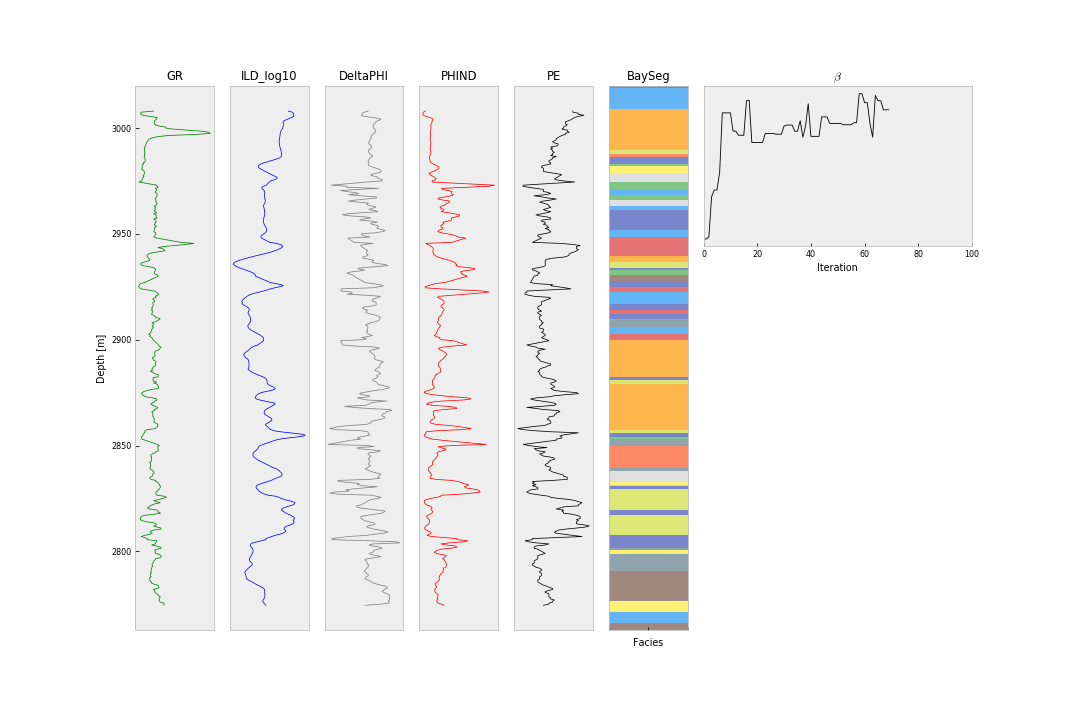 GR ILD_log10 DeltaPHI PHIND PE BaySeg β
3000
2950
2900
2850
2800
Depth [m]
0 20 40 60 80 100
Iteration
Facies